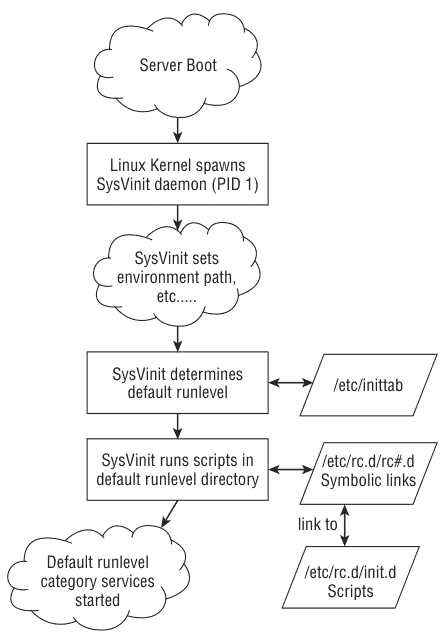 Server Boot
Linux Kernel spawns
SysVinit daemon (PID 1)
SysVinit sets
environment path,
etc.....
SysVinit determines
default runlevel
/etc/inittab
SysVinit runs scripts in
default runlevel directory
/etc/rc.d/rc#.d
Symbolic links
link to
/etc/rc.d/init.d
Scripts
Default runlevel
category services
started